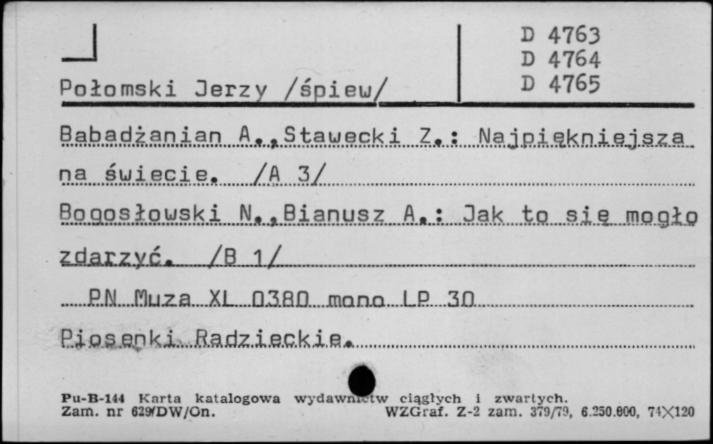 D 4763
D 4764
D 4765
Połomski Jerzy /śpiew/
Babadżanian A.,Stawecki Z.: Najpiękniejsza
na świecie. /A 3/
Bogosłowski N.,Bianusz A.: Jak to się mogło
zdarzyć. /B 1/
PN Muza XL 0380 mono LP 30
Piosenki Radzieckie.
Pu-B-144 Karta katalogowa wydawnictw ciągłych i zwartych.
Zam. nr 629/DW/On. WZGraf. Z-2 zam. 379/79, 6.250.000, 74×120